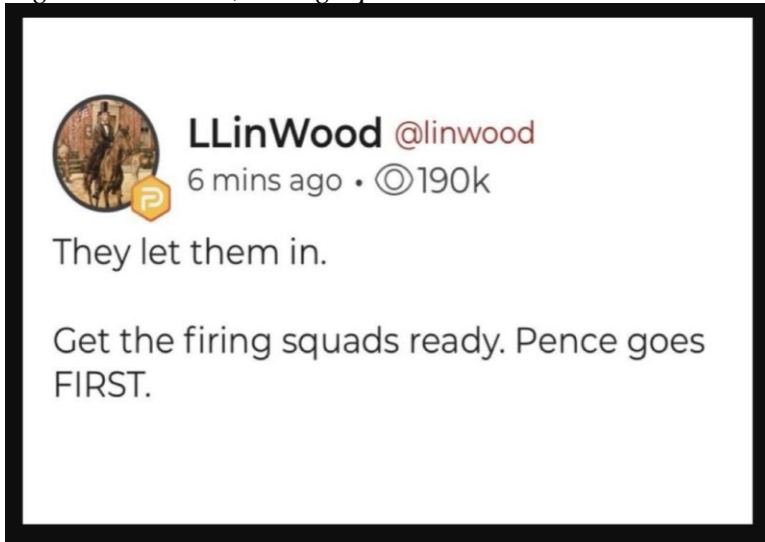 LLinWood @linwood
6 mins ago • 190k
They let them in.
Get the firing squads ready. Pence goes
FIRST.